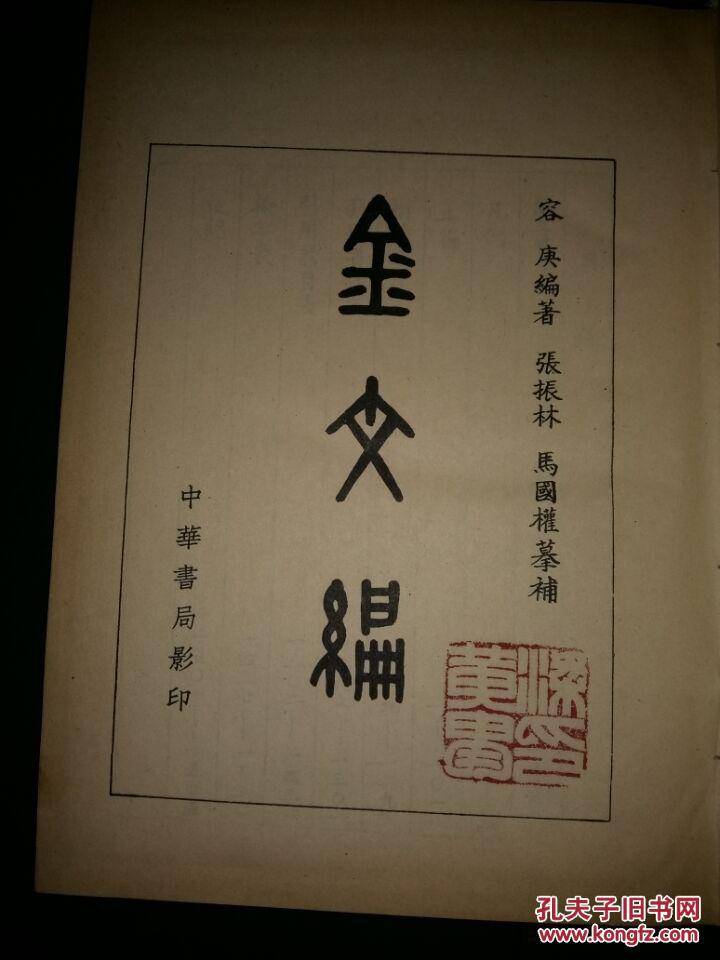 容 庚編著 張振林 馬國權摹補
金文編
中華書局影印
孔夫子旧书网
www.kongfz.com